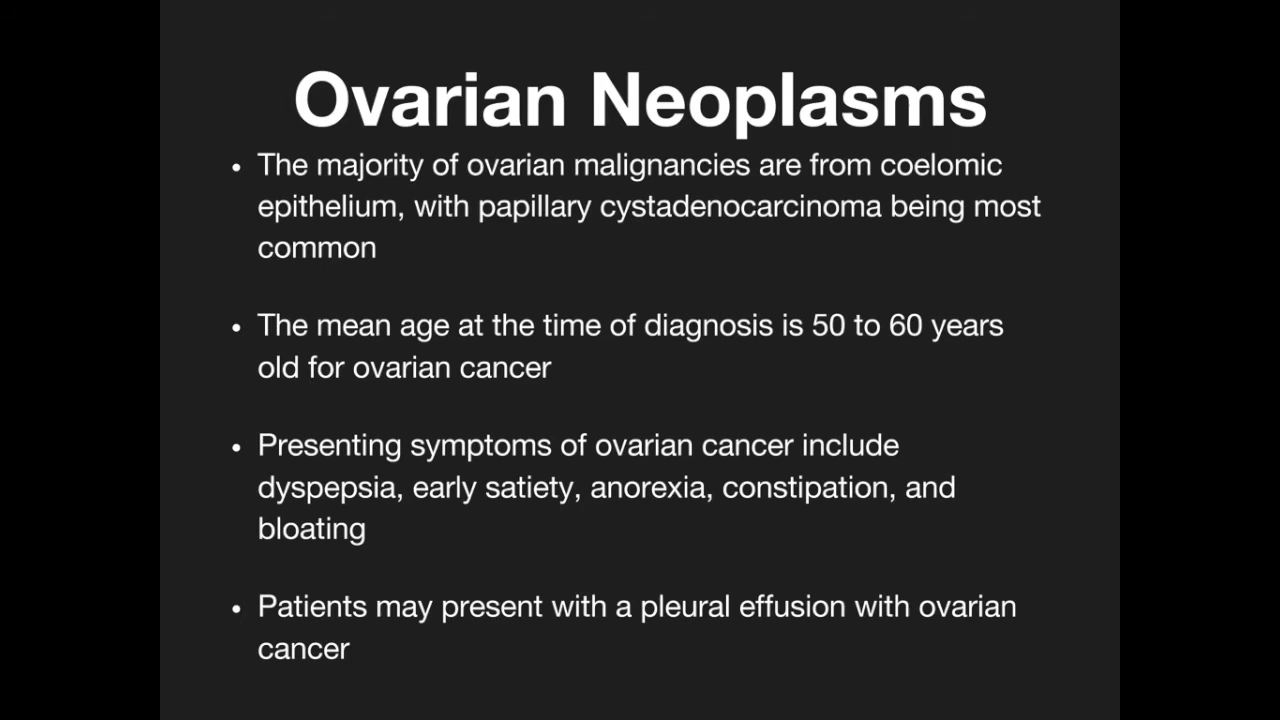 Ovarian Neoplasms
• The majority of ovarian malignancies are from coelomic
epithelium, with papillary cystadenocarcinoma being most
common
• The mean age at the time of diagnosis is 50 to 60 years
old for ovarian cancer
• Presenting symptoms of ovarian cancer include
dyspepsia, early satiety, anorexia, constipation, and
bloating
• Patients may present with a pleural effusion with ovarian
cancer